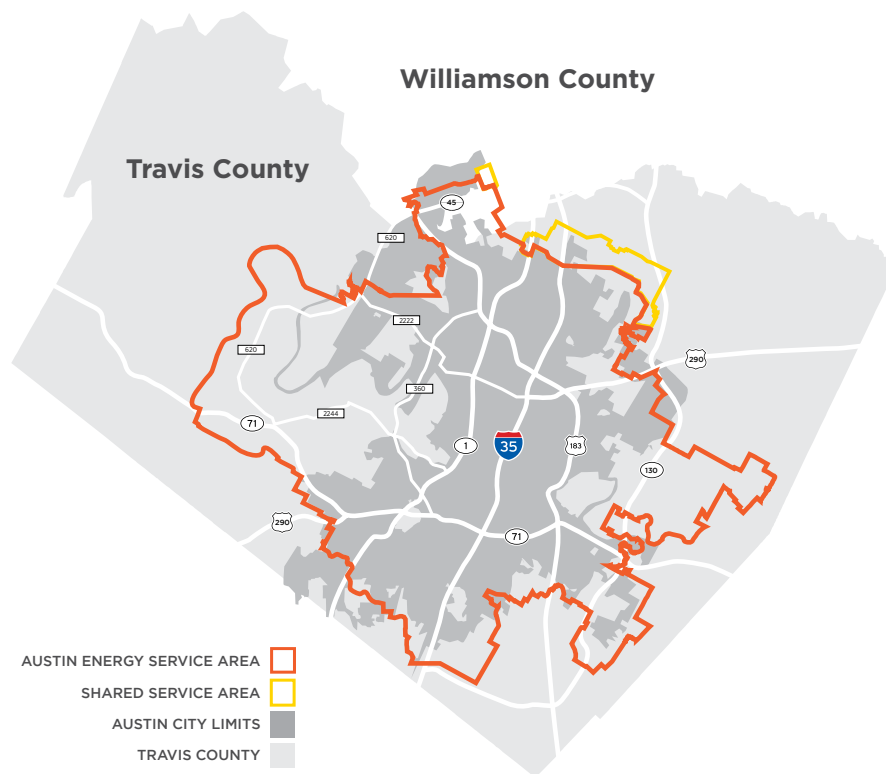 Williamson County
Travis County
45
620
2222
290
620
360
2244
71
1
35
183
130
290
71
AUSTIN ENERGY SERVICE AREA
SHARED SERVICE AREA
AUSTIN CITY LIMITS
TRAVIS COUNTY